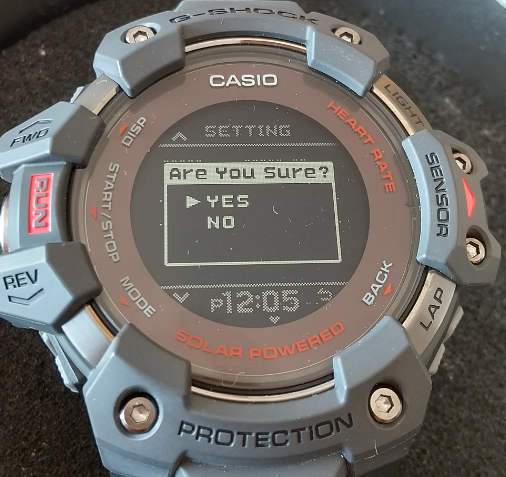 G-SHOCK
CASIO
LIGHT
HEART RATE
DISP
FWD
SETTING
Are You Sure?
YES
NO
START/STOP
RUN
SENSOR
REV
MODE
P12:05
BACK
LAP
SOLAR POWERED
PROTECTION